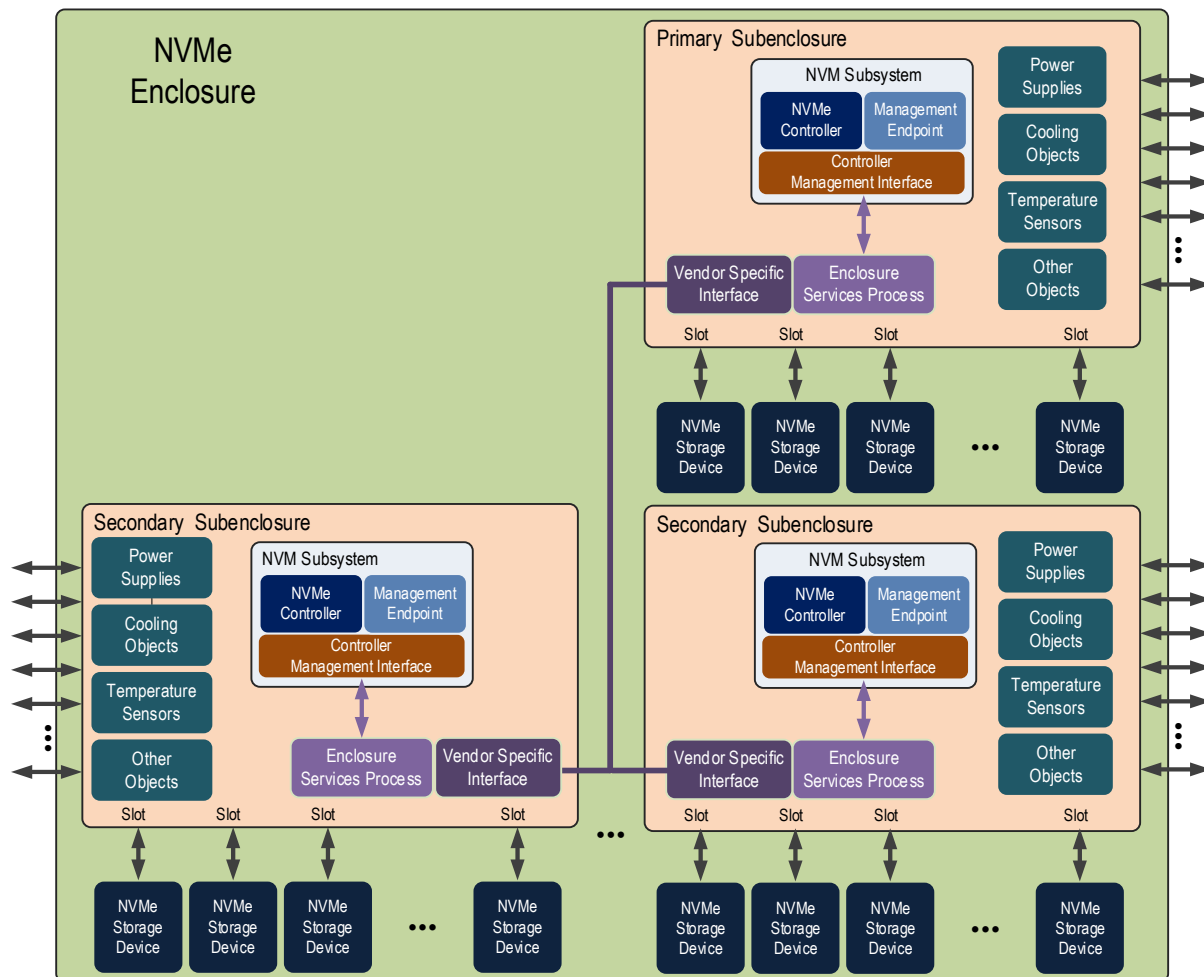 NVMe
Enclosure
Primary Subenclosure
NVM Subsystem
NVMe
Controller
Management
Endpoint
Controller
Management Interface
Power
Supplies
Cooling
Objects
Temperature
Sensors
Other
Objects
Vendor Specific
Interface
Enclosure
Services Process
Slot
Slot
Slot
Slot
NVMe
Storage
Device
NVMe
Storage
Device
NVMe
Storage
Device
•••
NVMe
Storage
Device
•••
Secondary Subenclosure
Power
Supplies
Cooling
Objects
Temperature
Sensors
Other
Objects
NVM Subsystem
NVMe
Controller
Management
Endpoint
Controller
Management Interface
Enclosure
Services Process
Vendor Specific
Interface
Slot
Slot
Slot
Slot
NVMe
Storage
Device
NVMe
Storage
Device
NVMe
Storage
Device
•••
NVMe
Storage
Device
•••
•••
Secondary Subenclosure
NVM Subsystem
NVMe
Controller
Management
Endpoint
Controller
Management Interface
Power
Supplies
Cooling
Objects
Temperature
Sensors
Other
Objects
Vendor Specific
Interface
Enclosure
Services Process
Slot
Slot
Slot
Slot
NVMe
Storage
Device
NVMe
Storage
Device
NVMe
Storage
Device
•••
NVMe
Storage
Device
•••